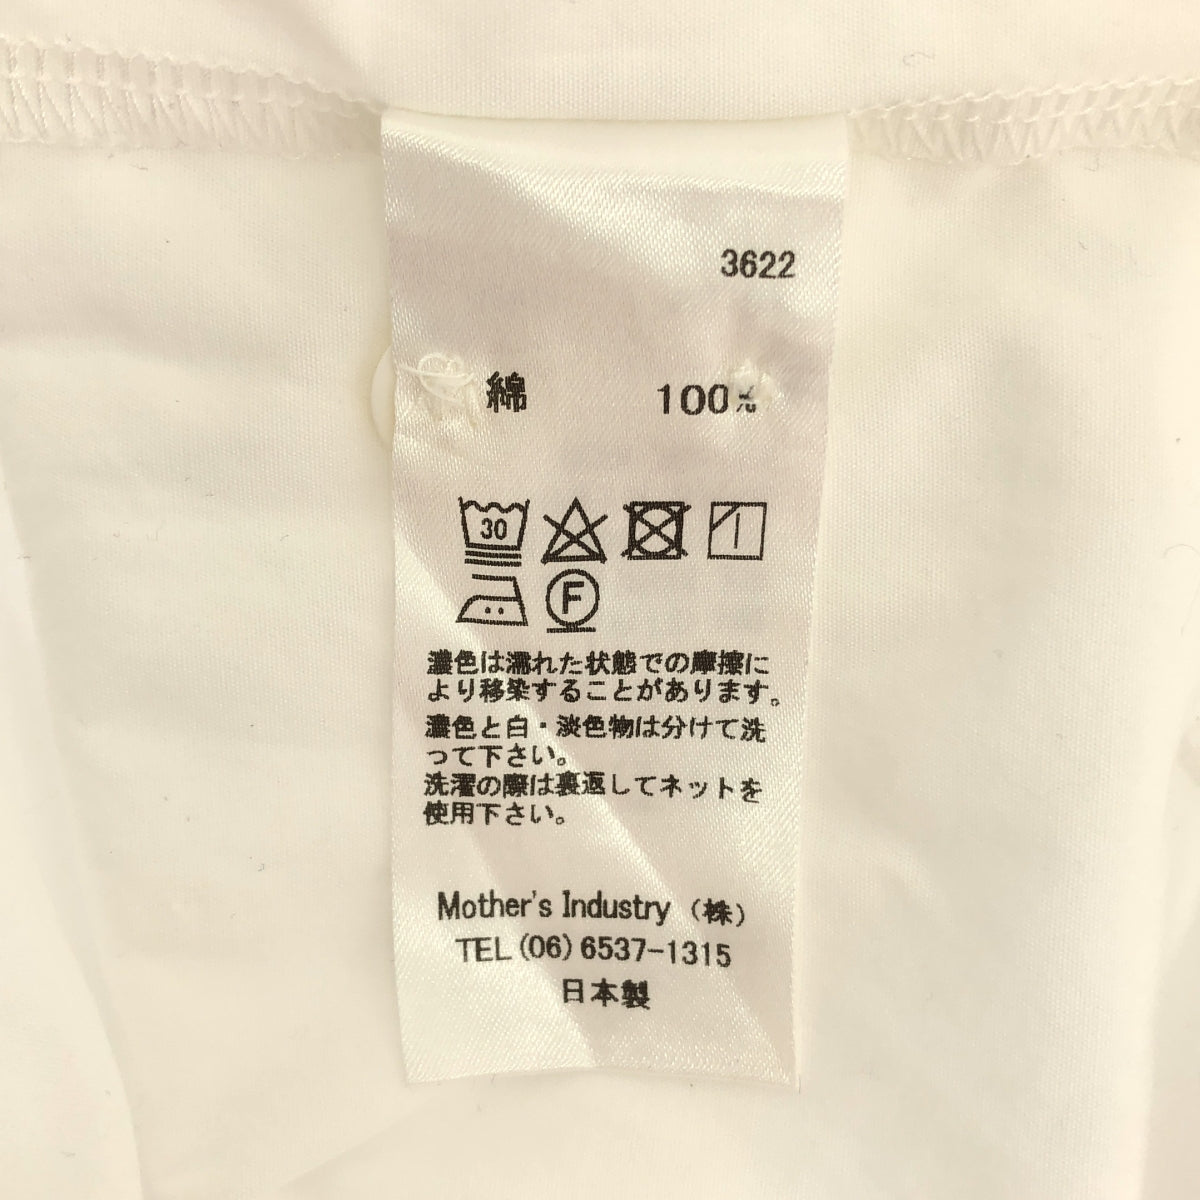 3622
綿 100%
30
F
濃色は濡れた状態での摩擦に
より移染することがあります。
濃色と白・淡色物は分けて洗
って下さい。
洗濯の際は裏返してネットを
使用下さい。
Mother's Industry (株)
TEL (06) 6537-1315
日本製